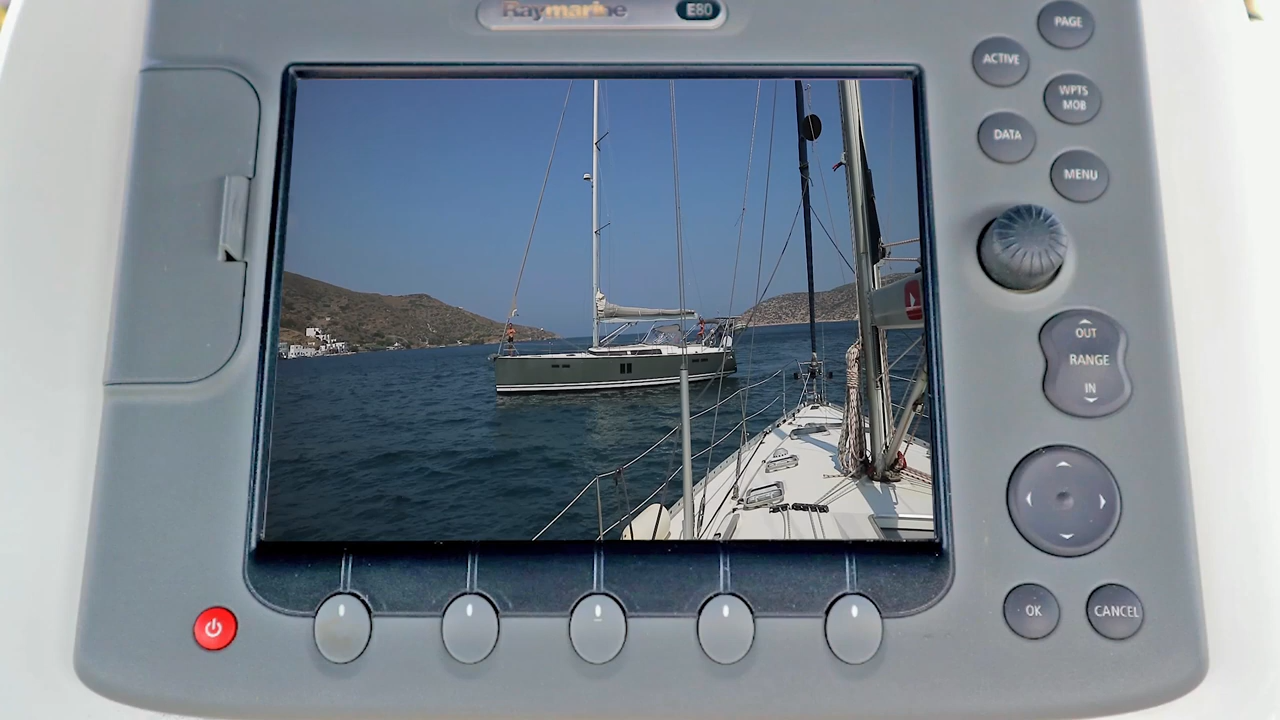 Raymarine E80
PAGE
ACTIVE
WPTS
MOB
DATA
MENU
OUT
RANGE
IN
OK
CANCEL